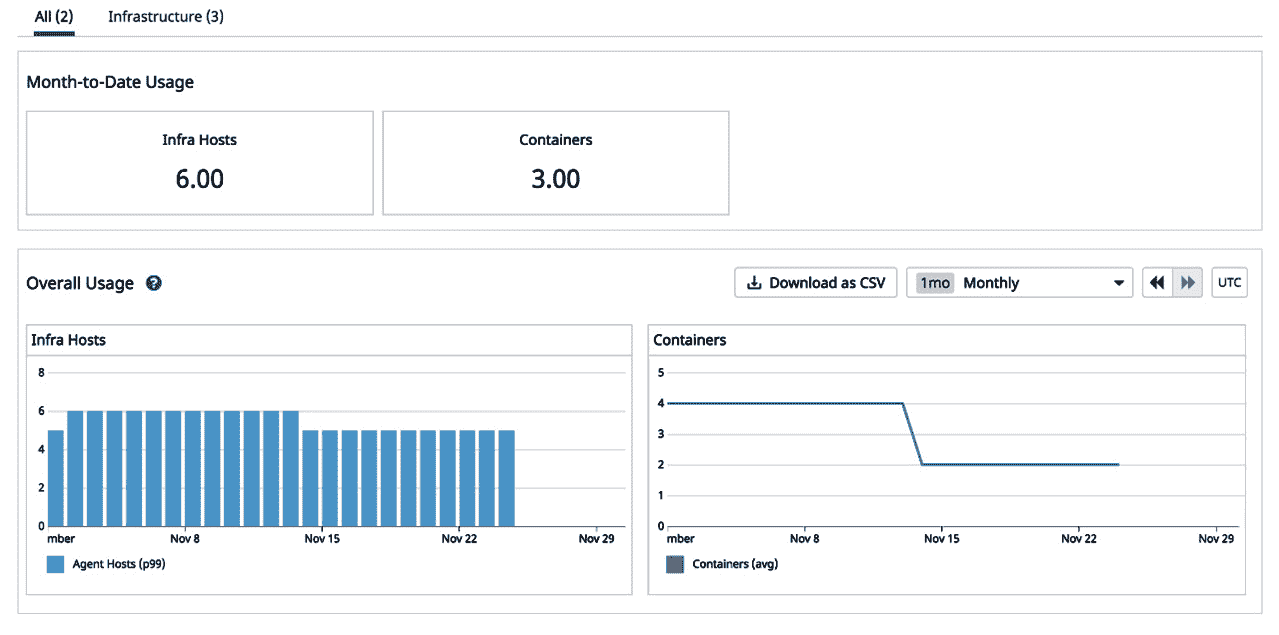 All (2) Infrastructure (3)
Month-to-Date Usage
Infra Hosts
6.00
Containers
3.00
Overall Usage ?
Download as CSV 1mo Monthly UTC
Infra Hosts
8
6
4
2
0
mber Nov 8 Nov 15 Nov 22 Nov 29
Agent Hosts (p99)
Containers
5
4
3
2
1
0
mber Nov 8 Nov 15 Nov 22 Nov 29
Containers (avg)